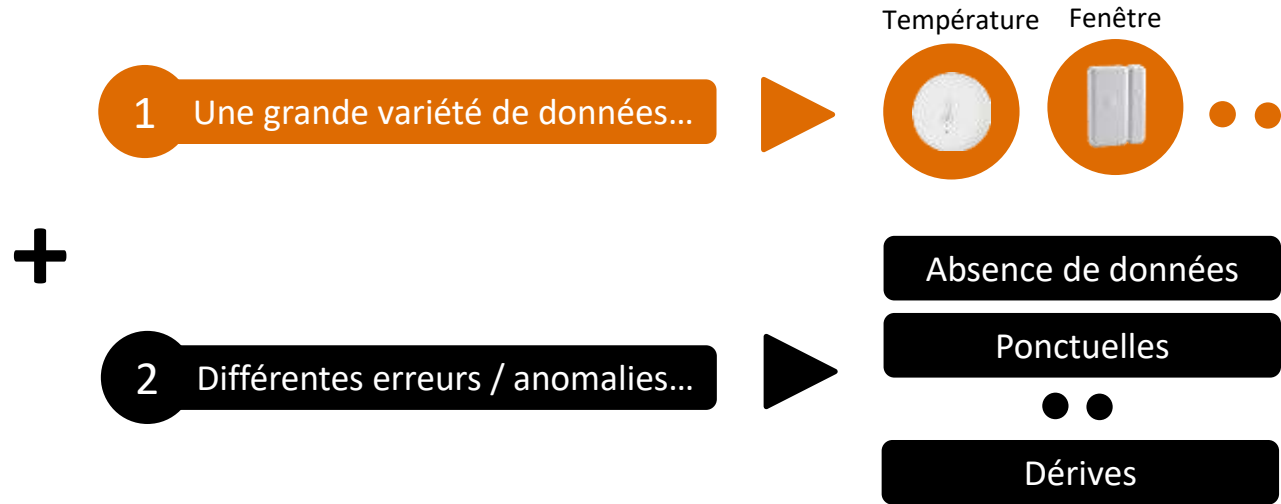 Température
Fenêtre
1 Une grande variété de données…
+
Absence de données
Ponctuelles
2 Différentes erreurs / anomalies…
Dérives